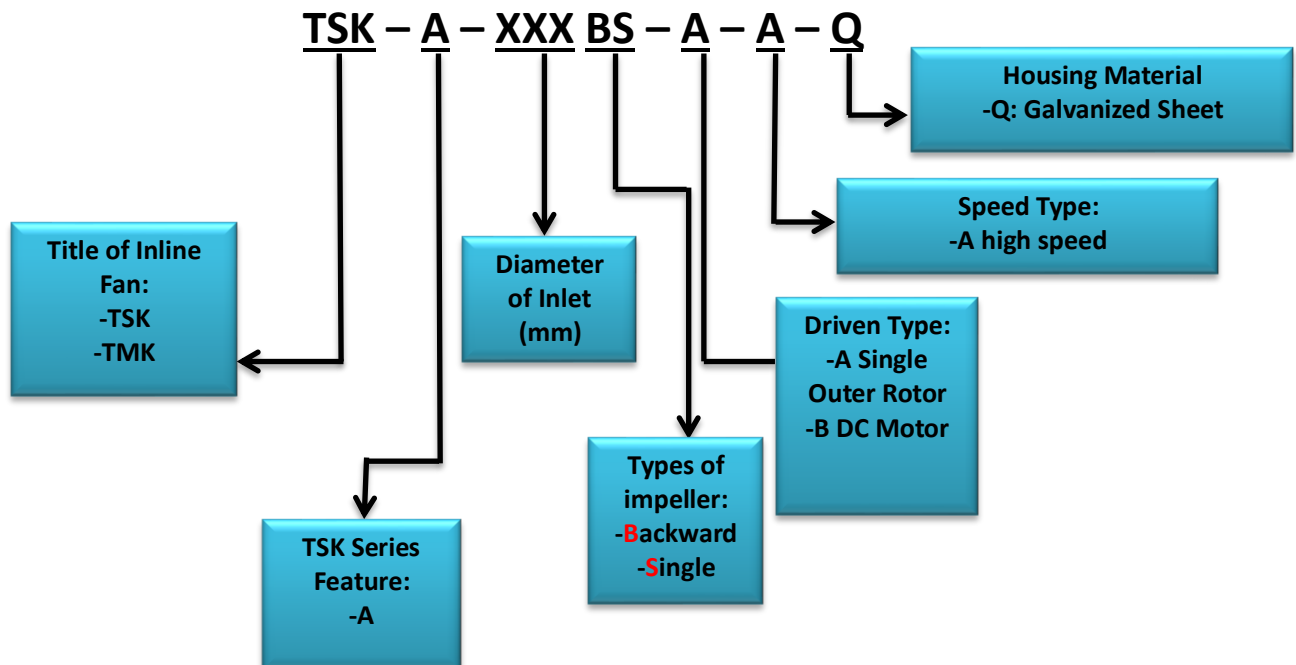 TSK – A – XXX BS – A – A – Q
Housing Material
-Q: Galvanized Sheet
Speed Type:
-A high speed
Title of Inline
Fan:
-TSK
-TMK
Diameter
of Inlet
(mm)
Driven Type:
-A Single
Outer Rotor
-B DC Motor
Types of
impeller:
-Backward
-Single
TSK Series
Feature:
-A